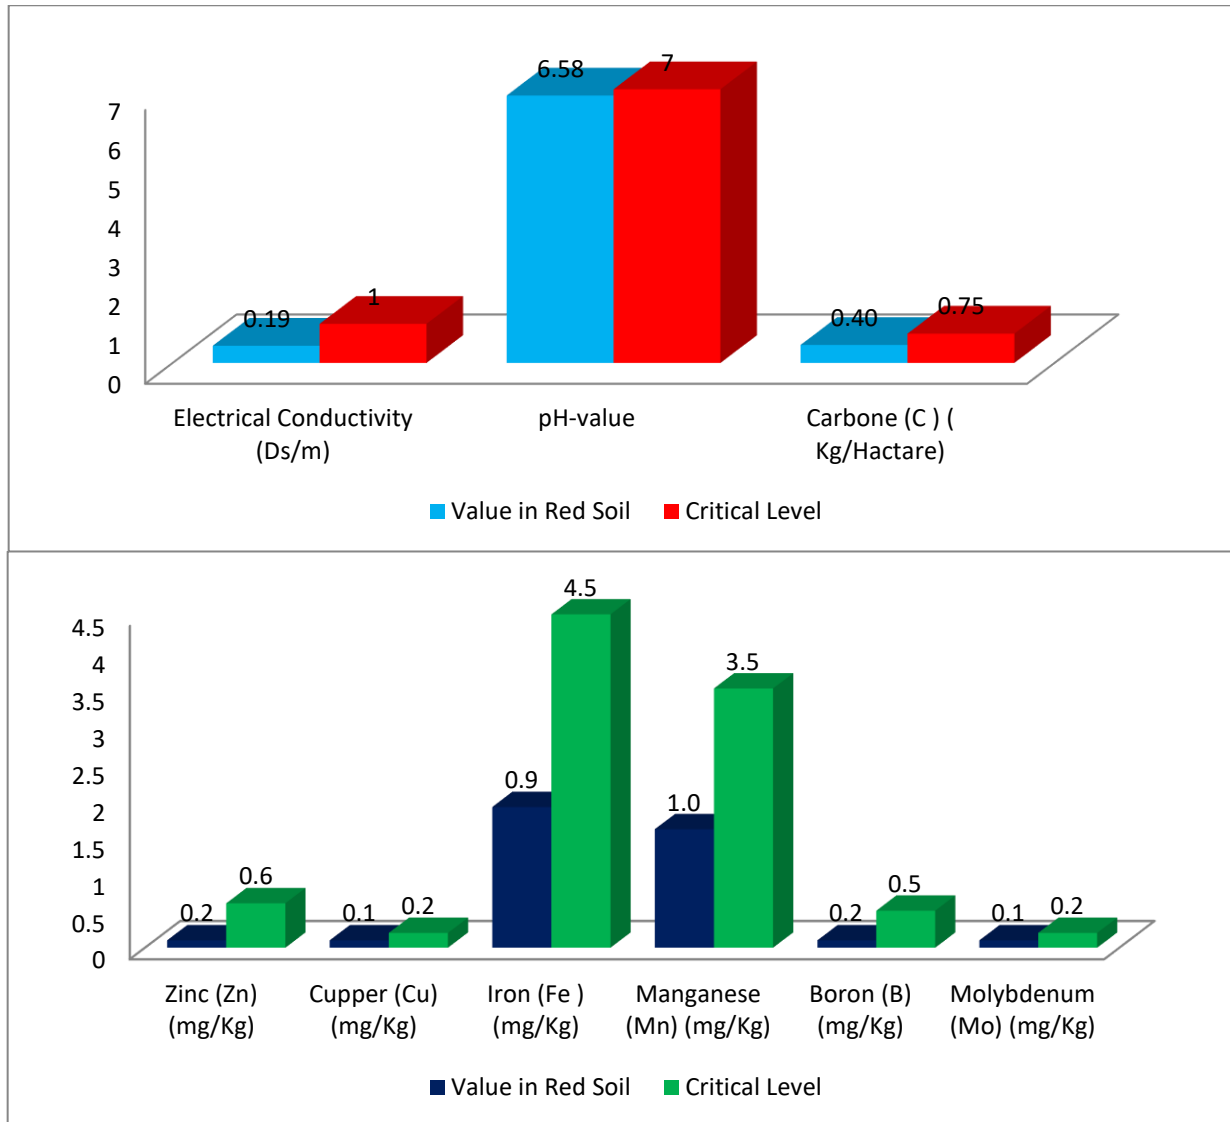 6.58 7
7
6
5
4
3
2
1
0
0.19 1
0.40 0.75
Electrical Conductivity
(Ds/m)
pH-value
Carbone (C ) (
Kg/Hactare)
Value in Red Soil Critical Level
4.5
4
3.5
3
2.5
2
1.5
1
0.5
0
0.2 0.6
0.1 0.2
0.9 4.5
1.0 3.5
0.2 0.5
0.1 0.2
Zinc (Zn)
(mg/Kg)
Cupper (Cu)
(mg/Kg)
Iron (Fe )
(mg/Kg)
Manganese
(Mn) (mg/Kg)
Boron (B)
(mg/Kg)
Molybdenum
(Mo) (mg/Kg)
Value in Red Soil Critical Level